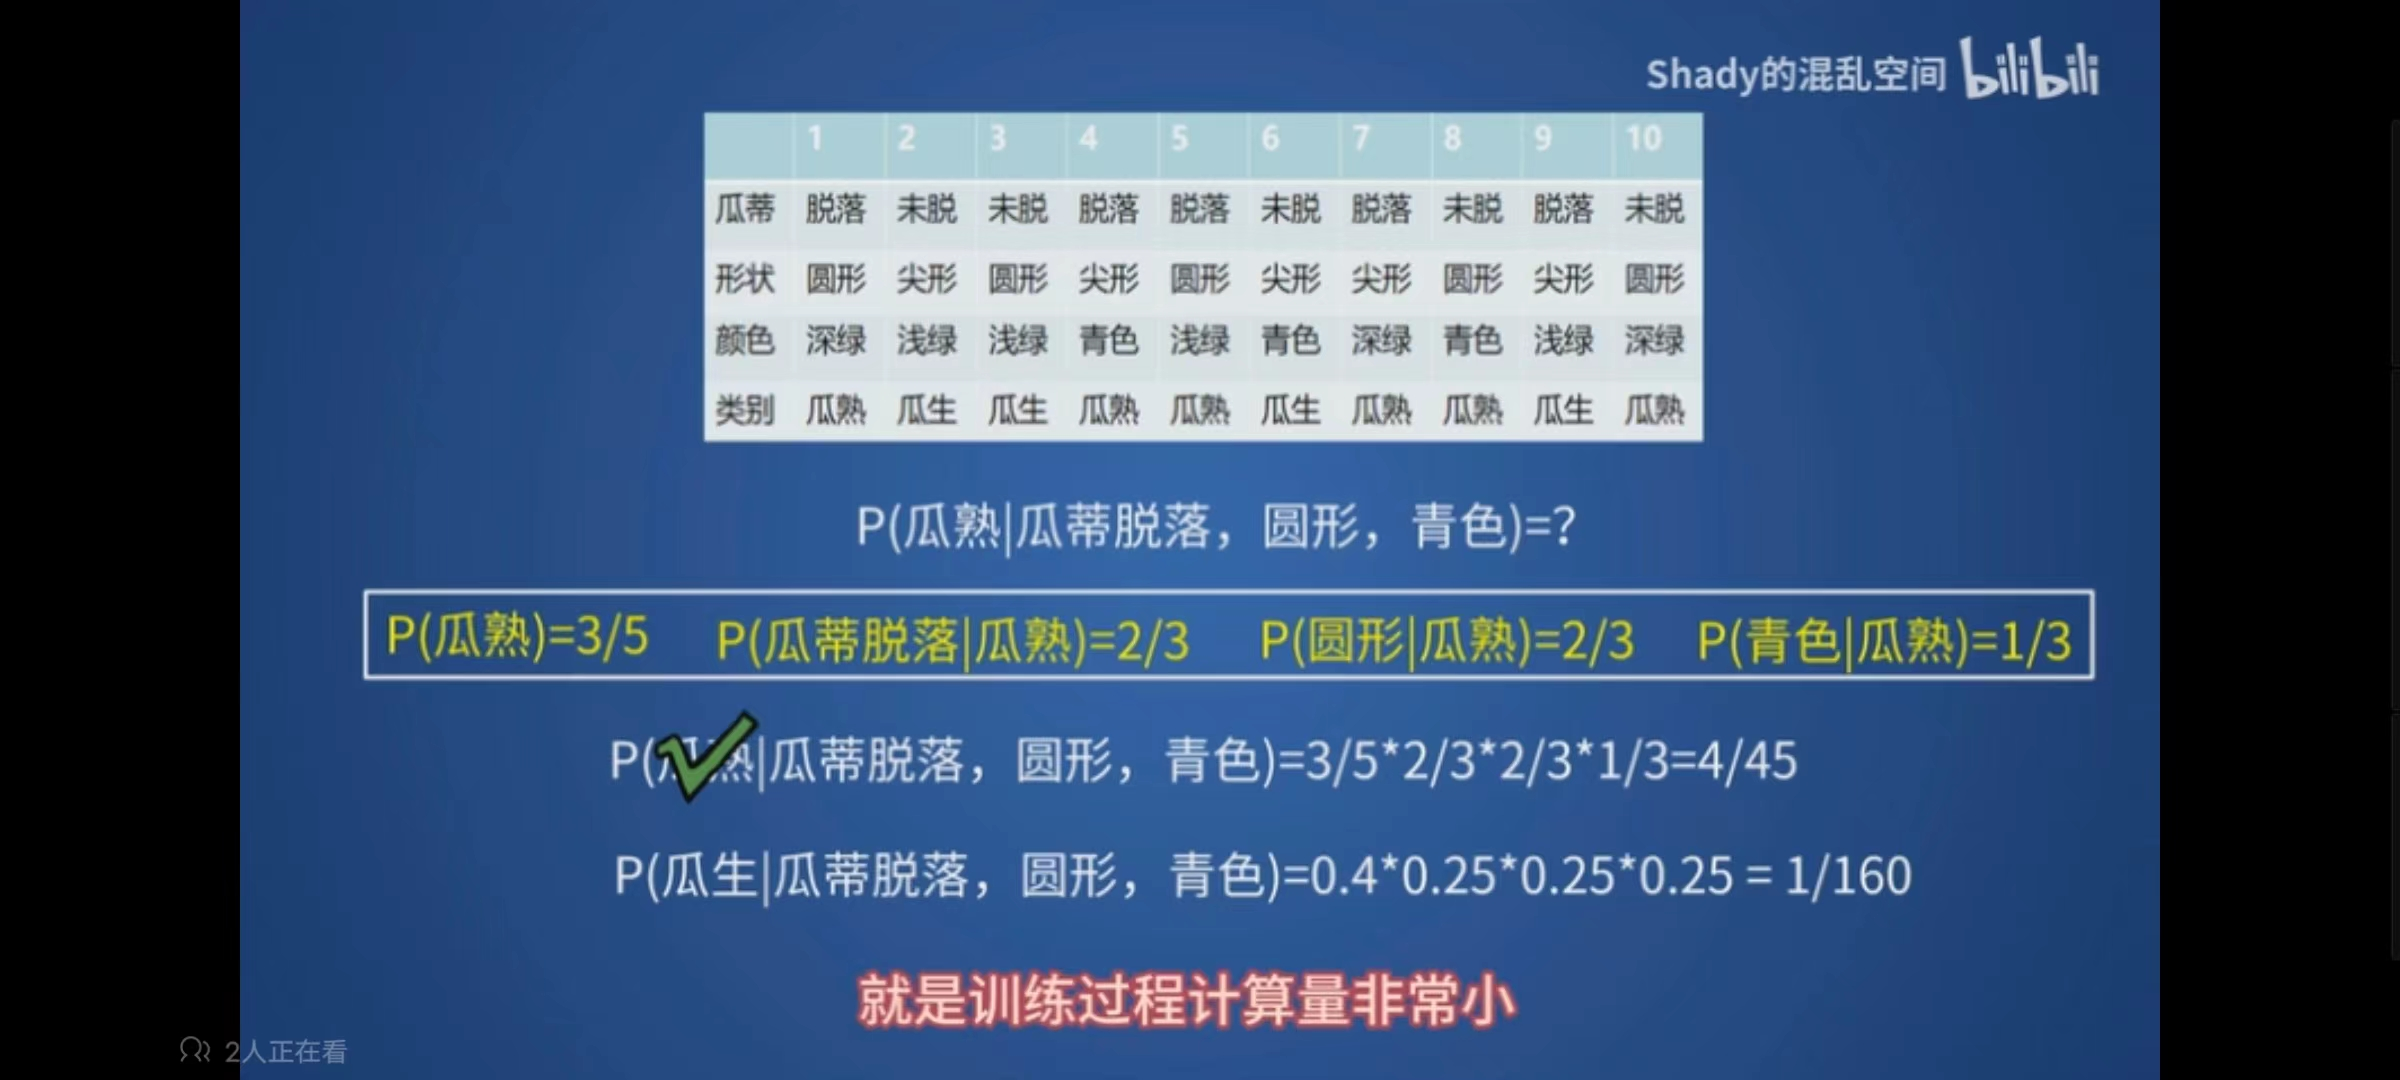 Shady的混乱空间 bilibili
1 2 3 4 5 6 7 8 9 10
瓜蒂 脱落 未脱 未脱 脱落 脱落 未脱 脱落 未脱 脱落 未脱
形状 圆形 尖形 圆形 尖形 圆形 尖形 尖形 圆形 尖形 圆形
颜色 深绿 浅绿 浅绿 青色 浅绿 青色 深绿 青色 浅绿 深绿
类别 瓜熟 瓜生 瓜生 瓜熟 瓜熟 瓜生 瓜熟 瓜熟 瓜生 瓜熟
P(瓜熟|瓜蒂脱落，圆形，青色)=?
P(瓜熟)=3/5 P(瓜蒂脱落|瓜熟)=2/3 P(圆形|瓜熟)=2/3 P(青色|瓜熟)=1/3
P(瓜熟|瓜蒂脱落，圆形，青色)=3/5*2/3*2/3*1/3=4/45
P(瓜生|瓜蒂脱落，圆形，青色)=0.4*0.25*0.25*0.25 = 1/160
就是训练过程计算量非常小
2人正在看